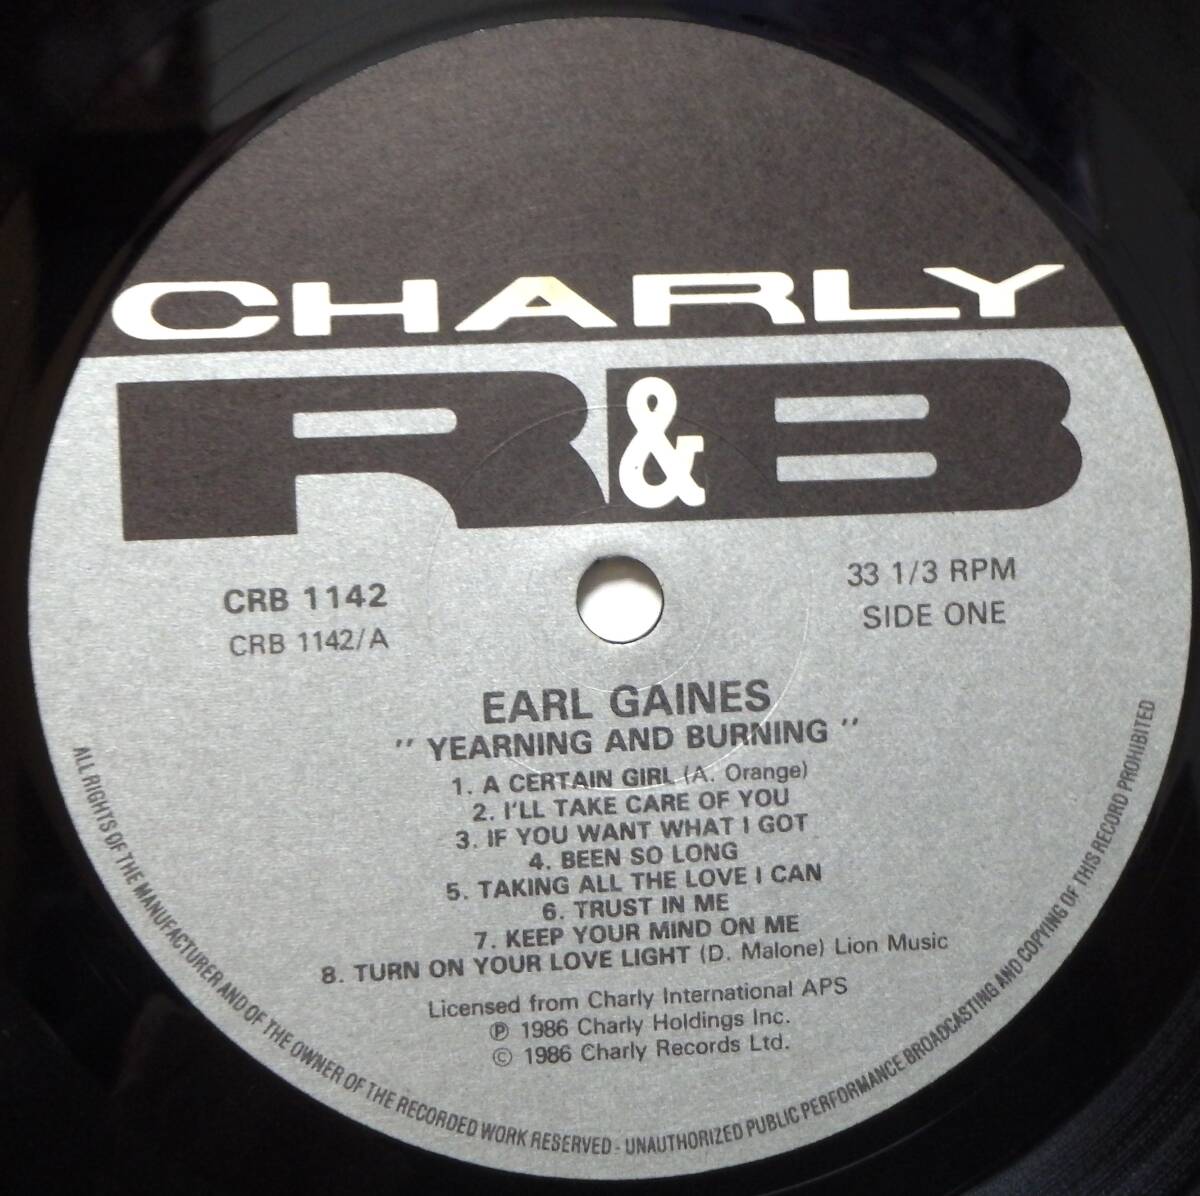 CHARLY
R&B
CRB 1142
CRB 1142/A
33 1/3 RPM
SIDE ONE
EARL GAINES
" YEARNING AND BURNING "
1. A CERTAIN GIRL (A. Orange)
2. I'LL TAKE CARE OF YOU
3. IF YOU WANT WHAT I GOT
4. BEEN SO LONG
5. TAKING ALL THE LOVE I CAN
6. TRUST IN ME
7. KEEP YOUR MIND ON ME
8. TURN ON YOUR LOVE LIGHT (D. Malone) Lion Music
Licensed from Charly International APS
℗ 1986 Charly Holdings Inc.
© 1986 Charly Records Ltd.
ALL RIGHTS OF THE MANUFACTURER AND OF THE OWNER OF THE RECORDED WORK RESERVED - UNAUTHORIZED PUBLIC PERFORMANCE BROADCASTING AND COPYING OF THIS RECORD PROHIBITED